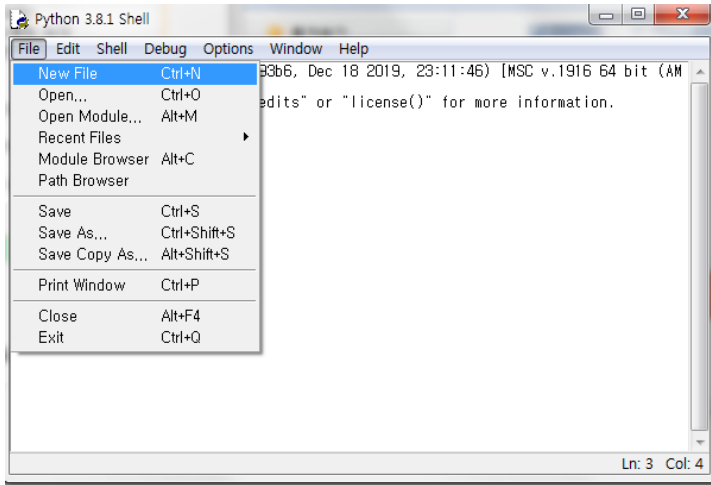 Python 3.8.1 Shell
File Edit Shell Debug Options Window Help
New File Ctrl+N
Open... Ctrl+O
Open Module... Alt+M
Recent Files
Module Browser Alt+C
Path Browser
Save Ctrl+S
Save As... Ctrl+Shift+S
Save Copy As... Alt+Shift+S
Print Window Ctrl+P
Close Alt+F4
Exit Ctrl+Q
93b6, Dec 18 2019, 23:11:46) [MSC v.1916 64 bit (AM
edits" or "license()" for more information.
Ln: 3 Col: 4